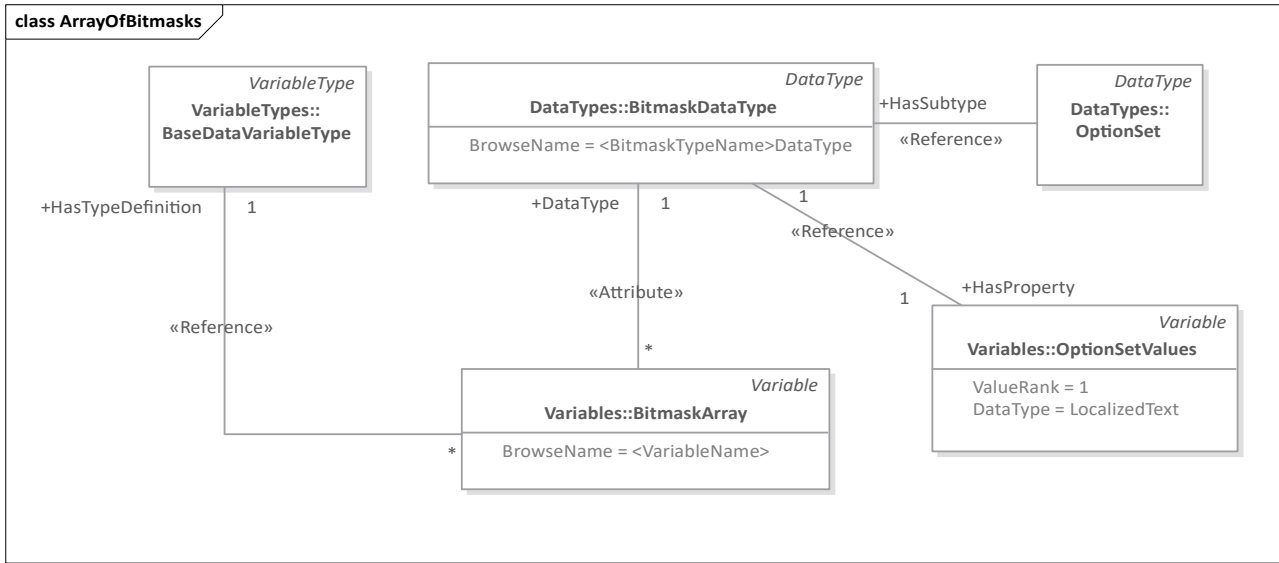 class ArrayOfBitmasks
VariableType
VariableTypes::
BaseDataVariableType
DataType
DataTypes::BitmaskDataType
BrowseName = <BitmaskTypeName>DataType
+HasSubtype
«Reference»
DataType
DataTypes::
OptionSet
+HasTypeDefinition
1
+DataType
1
1
«Reference»
«Attribute»
+HasProperty
1
«Reference»
*
Variable
Variables::OptionSetValues
ValueRank = 1
DataType = LocalizedText
Variable
Variables::BitmaskArray
BrowseName = <VariableName>
*